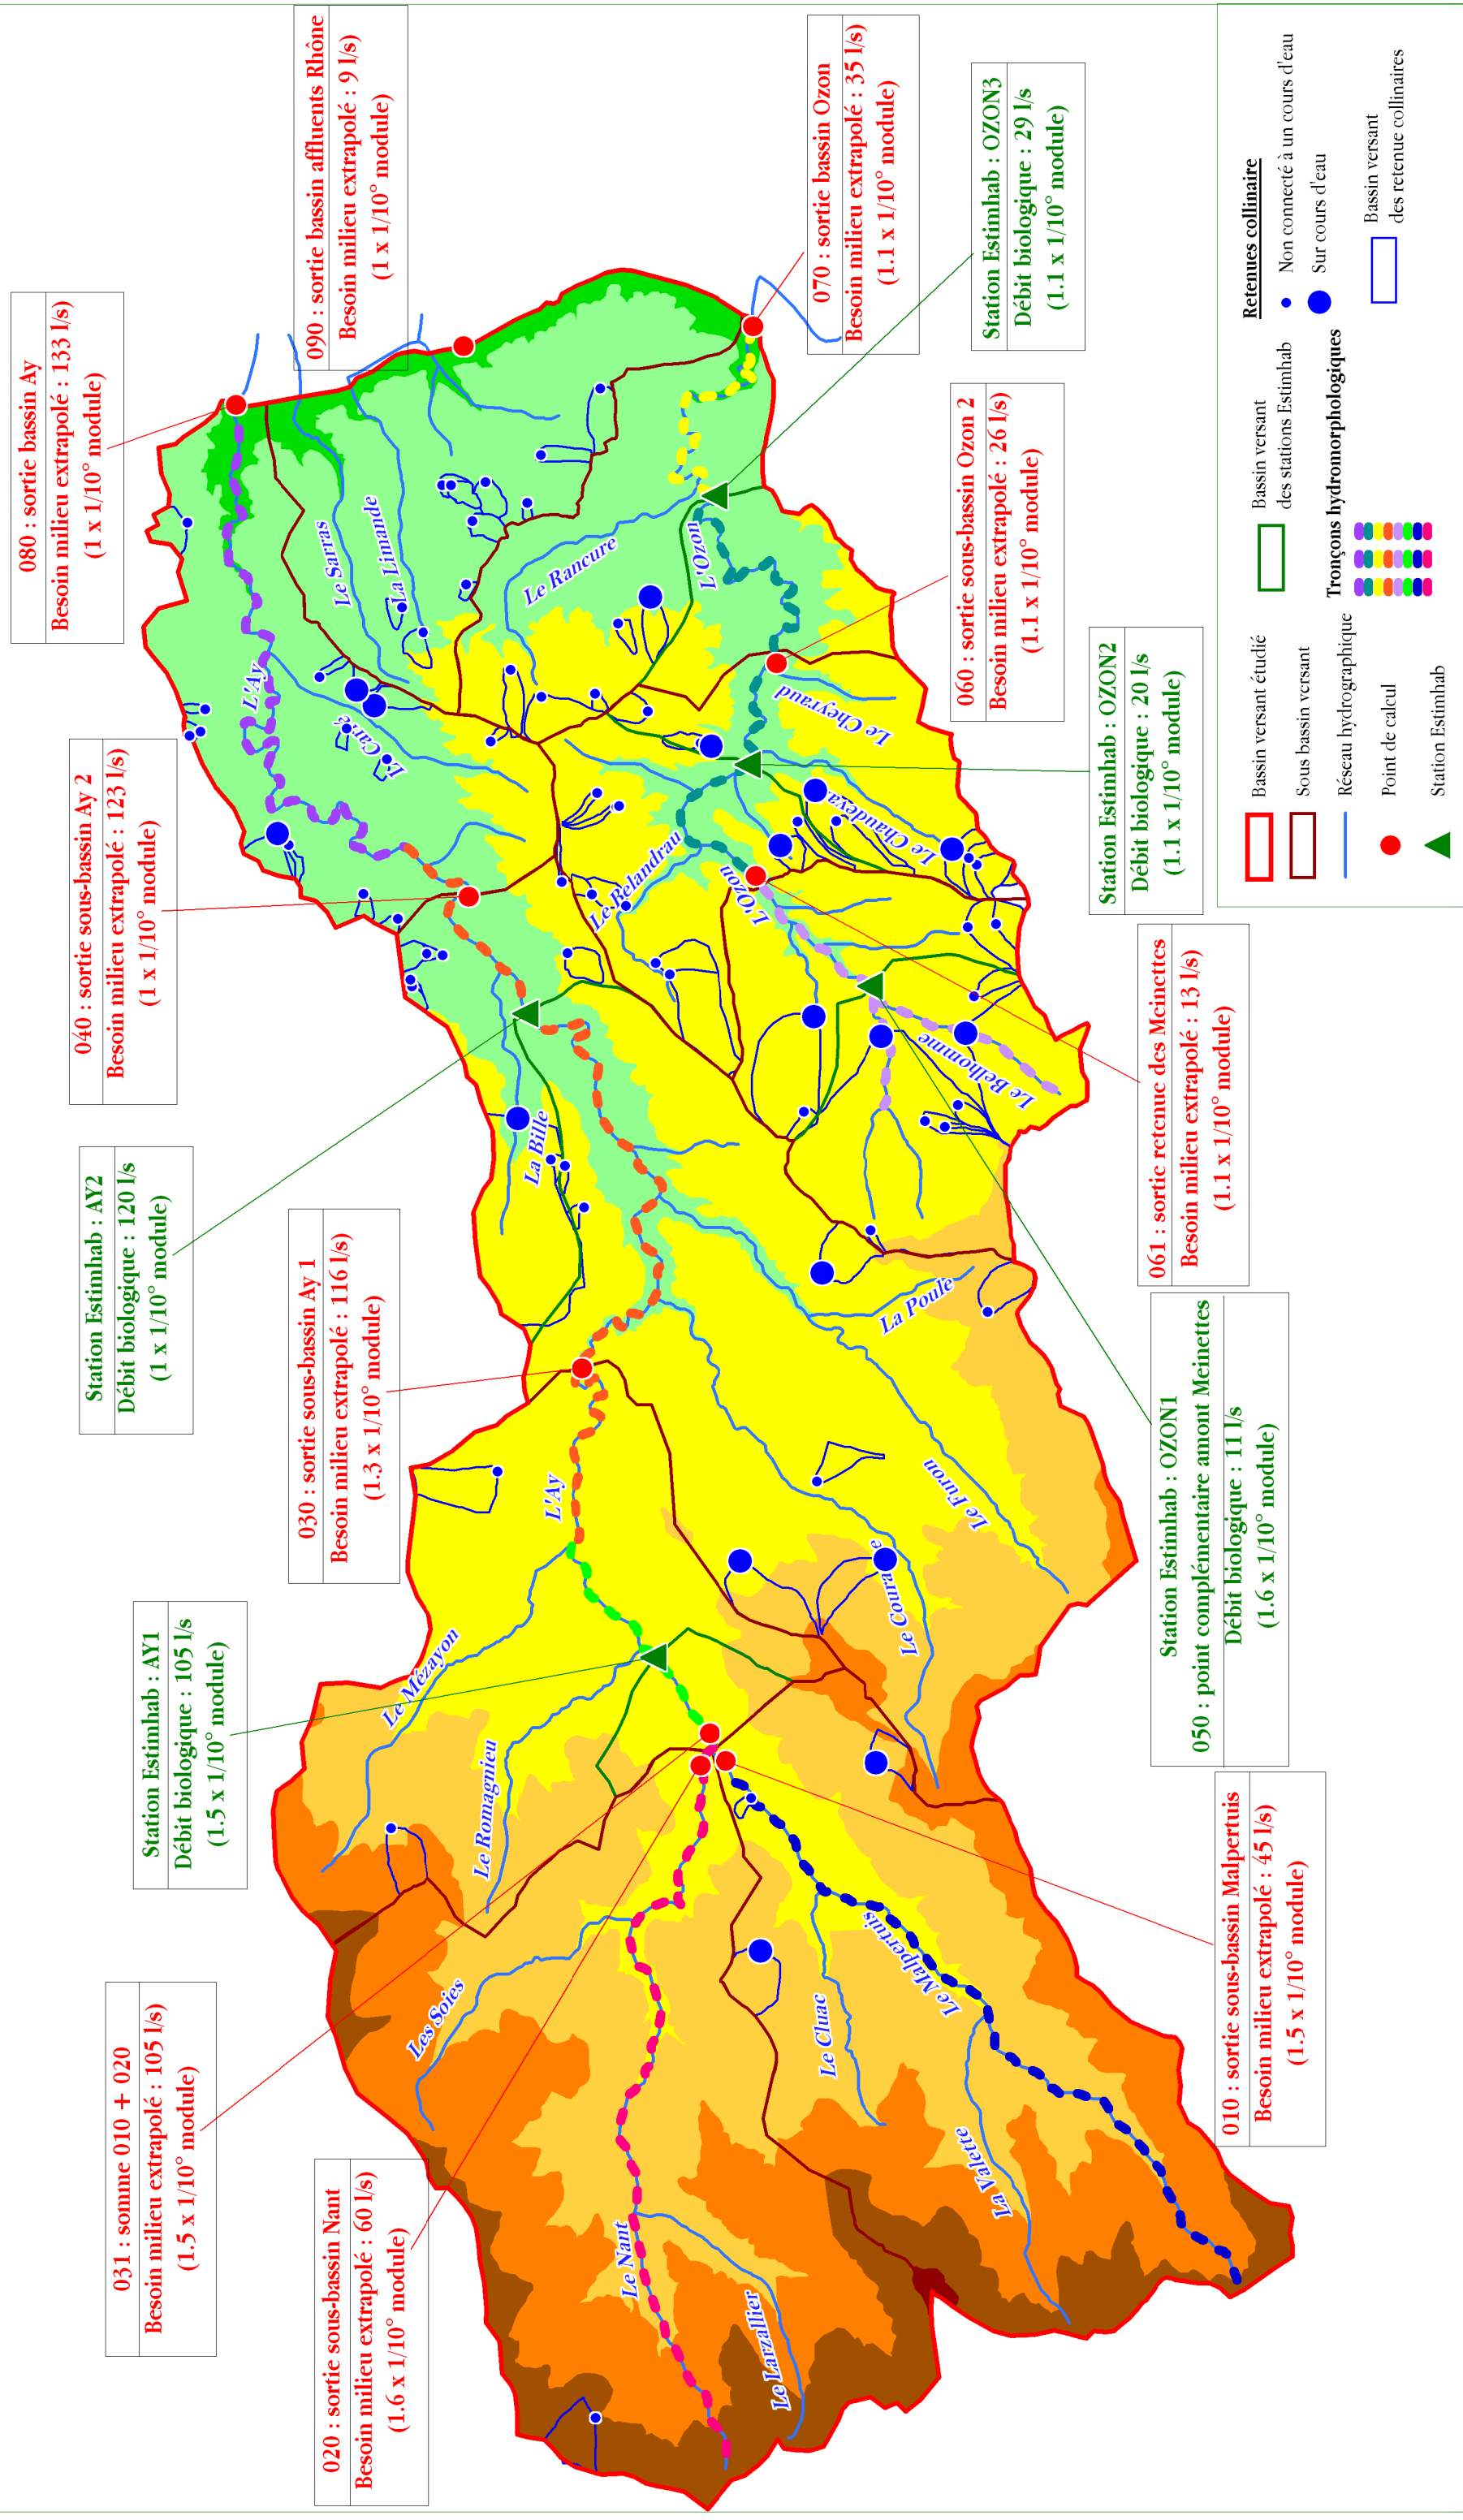 020 : sortie sous-bassin Nant
Besoin milieu extrapolé : 60 l/s)
(1.6 x 1/10° module)
031 : somme 010 + 020
Besoin milieu extrapolé : 105 l/s)
(1.5 x 1/10° module)
Station Estimhab : AY1
Débit biologique : 105 l/s
(1.5 x 1/10° module)
030 : sortie sous-bassin Ay 1
Besoin milieu extrapolé : 116 l/s)
(1.3 x 1/10° module)
Station Estimhab : AY2
Débit biologique : 120 l/s
(1 x 1/10° module)
040 : sortie sous-bassin Ay 2
Besoin milieu extrapolé : 123 l/s)
(1 x 1/10° module)
080 : sortie bassin Ay
Besoin milieu extrapolé : 133 l/s)
(1 x 1/10° module)
090 : sortie bassin affluents Rhône
Besoin milieu extrapolé : 9 l/s)
(1 x 1/10° module)
070 : sortie bassin Ozon
Besoin milieu extrapolé : 35 l/s)
(1.1 x 1/10° module)
Station Estimhab : OZON3
Débit biologique : 29 l/s
(1.1 x 1/10° module)
060 : sortie sous-bassin Ozon 2
Besoin milieu extrapolé : 26 l/s)
(1.1 x 1/10° module)
Station Estimhab : OZON2
Débit biologique : 20 l/s
(1.1 x 1/10° module)
061 : sortie retenue des Meinettes
Besoin milieu extrapolé : 13 l/s)
(1.1 x 1/10° module)
Station Estimhab : OZON1
050 : point complémentaire amont Meinettes
Débit biologique : 11 l/s
(1.6 x 1/10° module)
010 : sortie sous-bassin Malpertuis
Besoin milieu extrapolé : 45 l/s)
(1.5 x 1/10° module)
Les Soies
Le Nant
Le Larzallier
La Valette
Le Cluac
Le Malpertuis
Le Romagnieu
Le Mézayon
L'Ay
Le Furon
La Poule
La Bille
Le Belhomme
Le Belandrau
L'Ozon
Le Cheyraud
L'Ay
Le Sarras
La Limande
Le Rancure
L'Ozon
Bassin versant étudié
Sous bassin versant
Réseau hydrographique
Point de calcul
Station Estimhab
Bassin versant
des stations Estimhab
Tronçons hydromorphologiques
Retenues collinaire
Non connecté à un cours d'eau
Sur cours d'eau
Bassin versant
des retenue collinaires